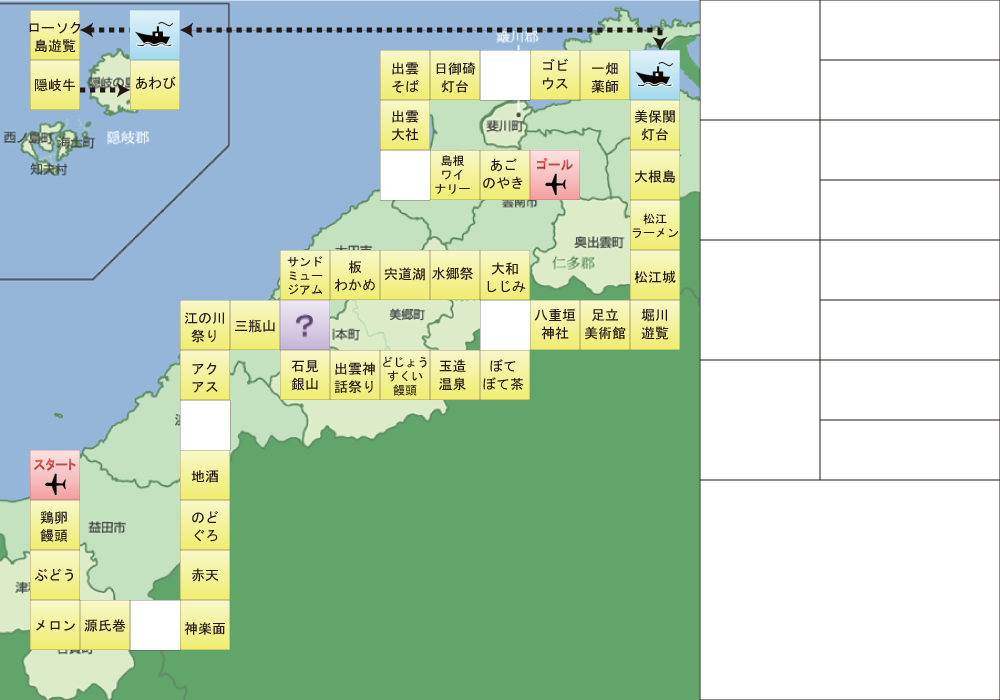 ローソク
島遊覧
隠岐牛
あわび
隠岐の島
隠岐郡
西ノ島町
海士町
知夫村
簸川郡
出雲
そば
日御碕
灯台
ゴビ
ウス
一畑
薬師
出雲
大社
斐川町
美保関
灯台
島根
ワイ
ナリー
あご
のやき
ゴール
大根島
雲南市
松江
ラーメン
奥出雲町
仁多郡
サンド
ミュー
ジアム
板
わかめ
宍道湖
水郷祭
大和
しじみ
松江城
江の川
祭り
三瓶山
?
美郷町
本町
八重垣
神社
足立
美術館
堀川
遊覧
アク
アス
石見
銀山
出雲神
話祭り
どじょう
すくい
饅頭
玉造
温泉
ぼて
ぼて茶
スタート
地酒
鶏卵
饅頭
益田市
のど
ぐろ
ぶどう
赤天
メロン
源氏巻
神楽面